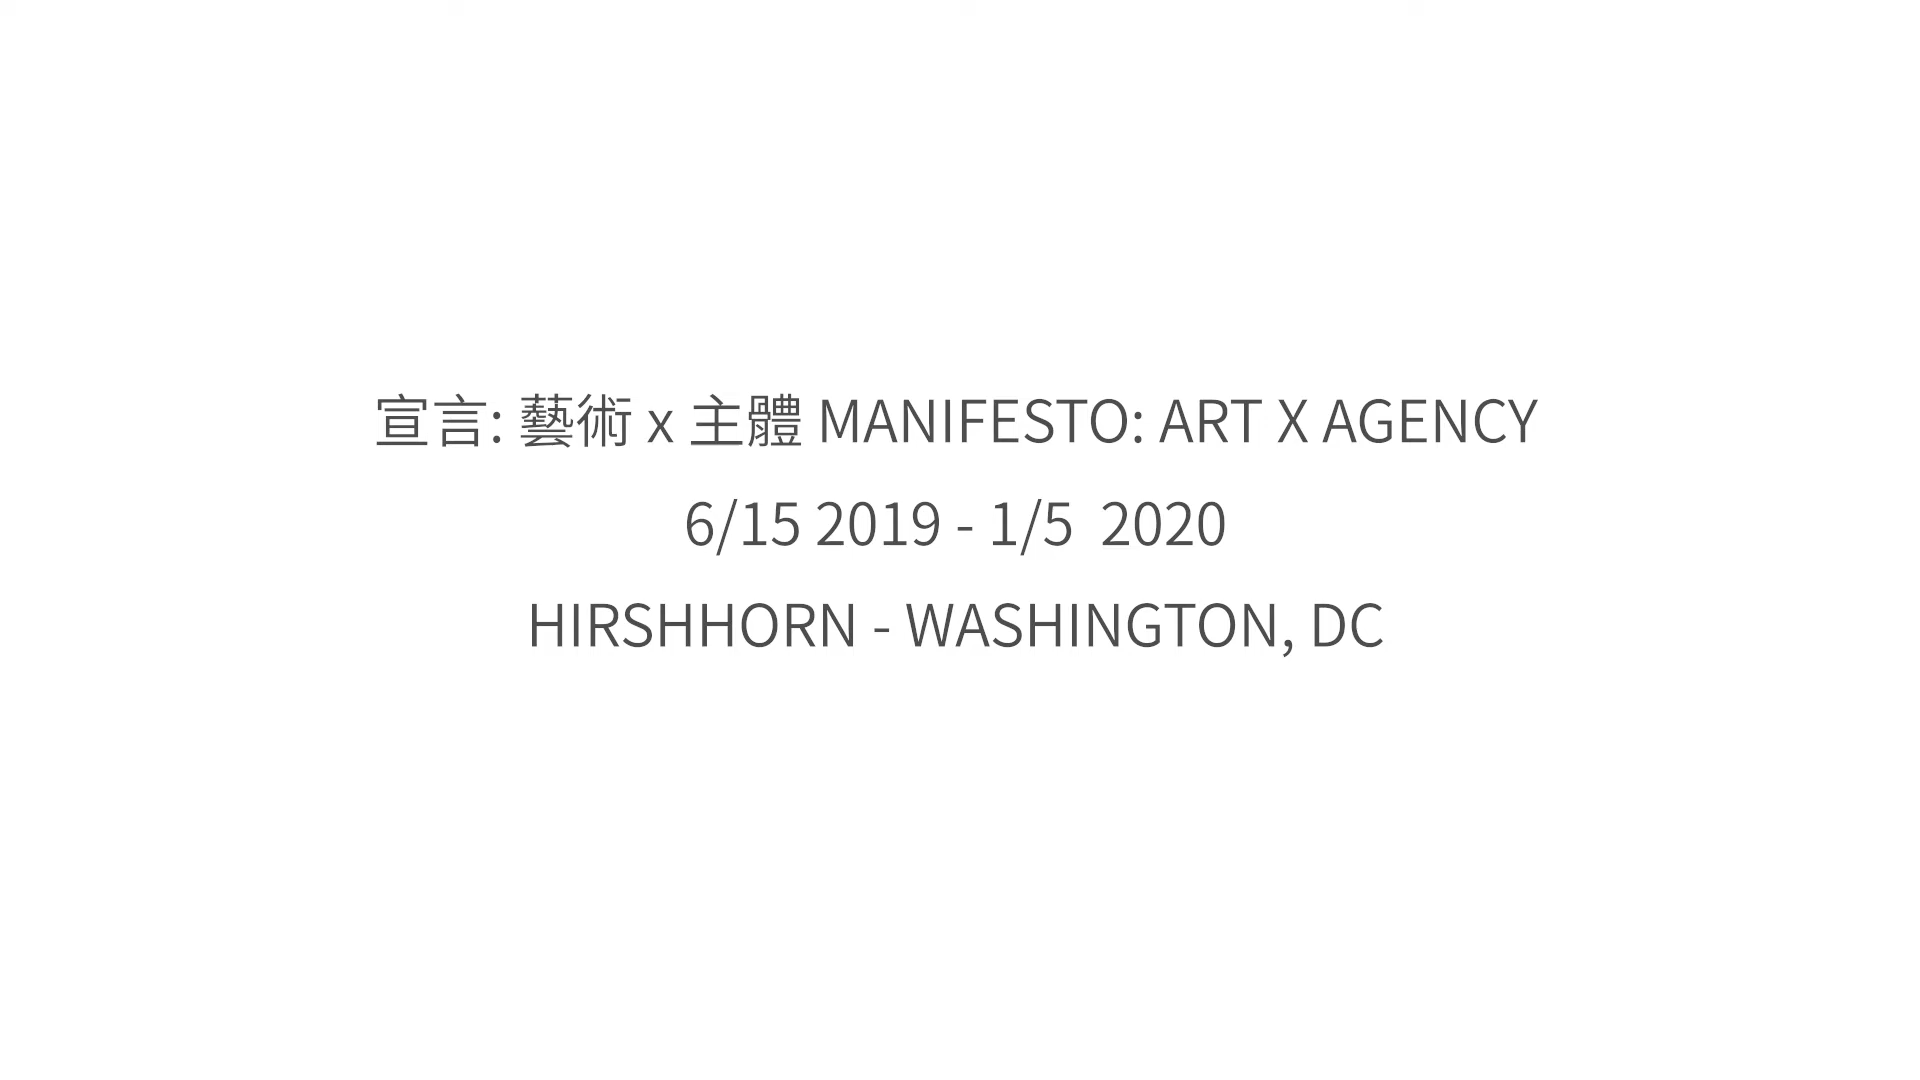 宣言: 藝術 x 主體 MANIFESTO: ART X AGENCY
6/15 2019 - 1/5  2020
HIRSHHORN - WASHINGTON, DC